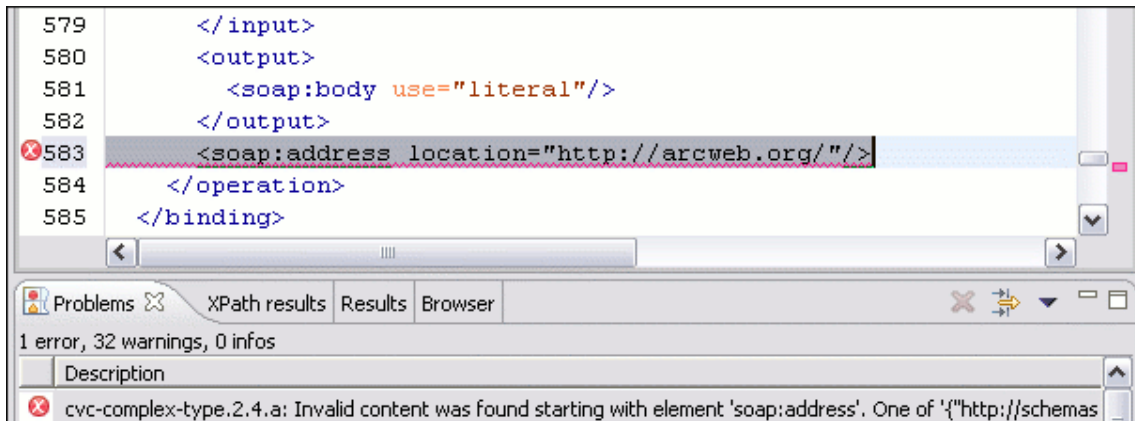 579 </input>
580 <output>
581 <soap:body use="literal"/>
582 </output>
583 <soap:address location="http://arcweb.org/"/>
584 </operation>
585 </binding>
Problems XPath results Results Browser
1 error, 32 warnings, 0 infos
Description
cvc-complex-type.2.4.a: Invalid content was found starting with element 'soap:address'. One of '{"http://schemas